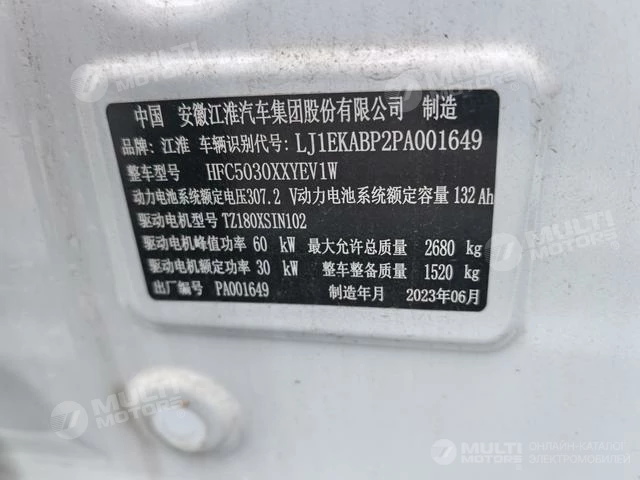 中国 安徽江淮汽车集团股份有限公司 制造
品牌: 江淮 车辆识别代号: LJ1EKABP2PA001649
整车型号 HFC5030XXYEV1W
动力电池系统额定电压307.2 V动力电池系统额定容量132Ah
驱动电机型号 TZ180XSIN102
驱动电机峰值功率 60 kW 最大允许总质量 2680 kg
驱动电机额定功率 30 kW 整车整备质量 1520 kg
出厂编号 PA001649 制造年月 2023年06月
MULTI MOTORS
ОНЛАЙН-КАТАЛОГ
ЭЛЕКТРОМОБИЛЕЙ